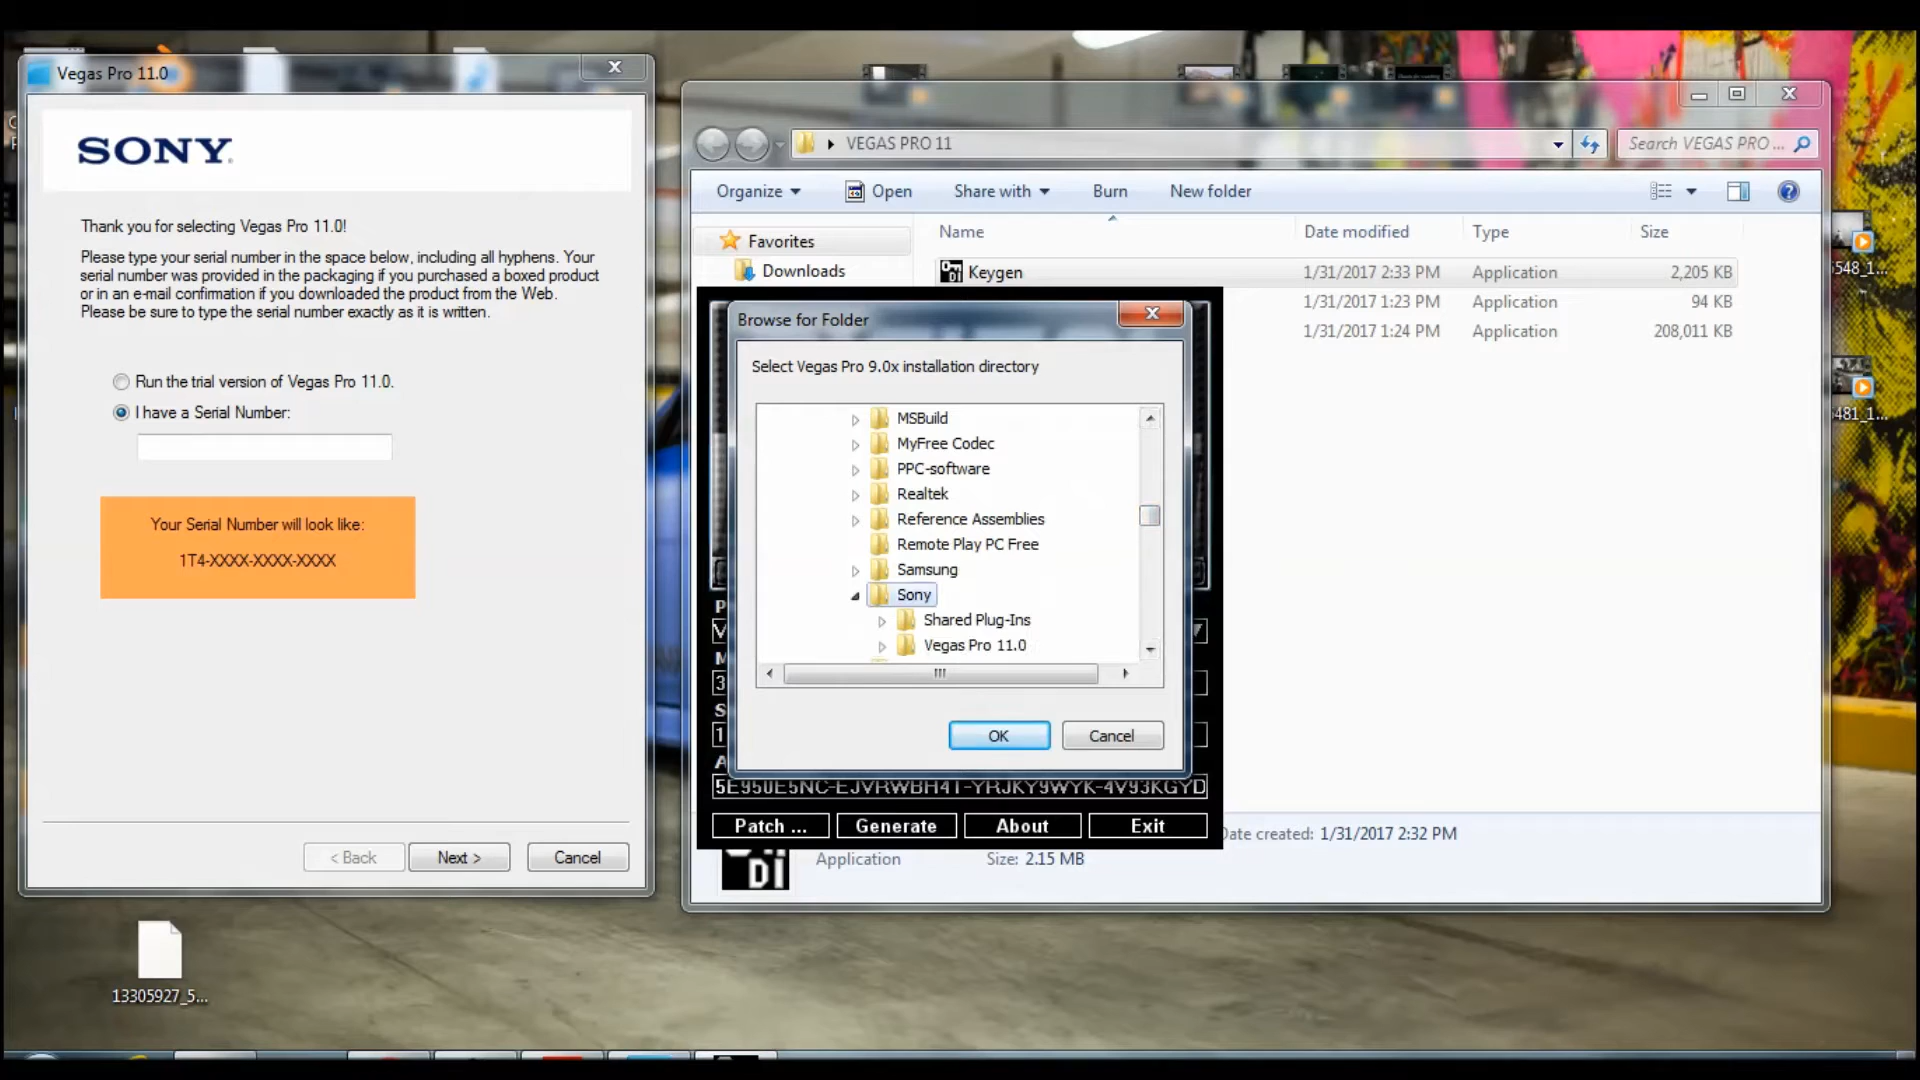 Vegas Pro 11.0
SONY
Thank you for selecting Vegas Pro 11.0!
Please type your serial number in the space below, including all hyphens. Your
serial number was provided in the packaging if you purchased a boxed product
or in an e-mail confirmation if you downloaded the product from the Web.
Please be sure to type the serial number exactly as it is written.
Run the trial version of Vegas Pro 11.0.
I have a Serial Number:
Your Serial Number will look like:
1T4-XXXX-XXXX-XXXX
< Back
Next >
Cancel
13305927_5...
VEGAS PRO 11
Search VEGAS PRO ...
Organize
Open
Share with
Burn
New folder
Name
Date modified
Type
Size
Favorites
Downloads
Keygen
1/31/2017 2:33 PM
Application
2,205 KB
1/31/2017 1:23 PM
Application
94 KB
1/31/2017 1:24 PM
Application
208,011 KB
Browse for Folder
Select Vegas Pro 9.0x installation directory
MSBuild
MyFree Codec
PPC-software
Realtek
Reference Assemblies
Remote Play PC Free
Samsung
Sony
Shared Plug-Ins
Vegas Pro 11.0
OK
Cancel
5E950E5NC-EJVRWBH41-YRJKY9WYK-4V93KGYD
Patch ...
Generate
About
Exit
Date created: 1/31/2017 2:32 PM
Application
Size: 2.15 MB
5548_1...
481_1...